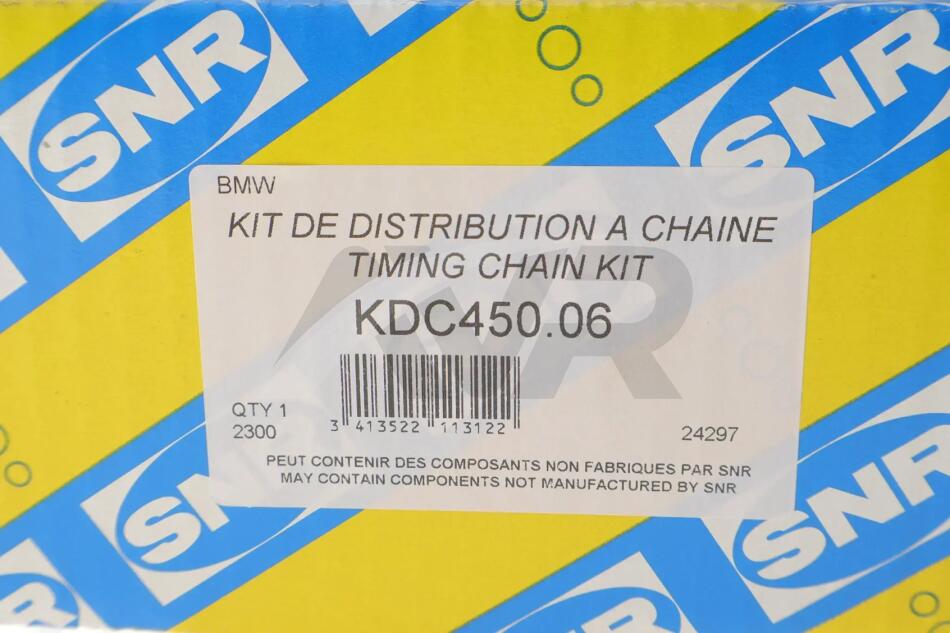 SNR
SNR
BMW
KIT DE DISTRIBUTION A CHAINE
TIMING CHAIN KIT
KDC450.06
QTY 1
2300
3 413522 113122
24297
PEUT CONTENIR DES COMPOSANTS NON FABRIQUES PAR SNR
MAY CONTAIN COMPONENTS NOT MANUFACTURED BY SNR
SNR
SNR
NR